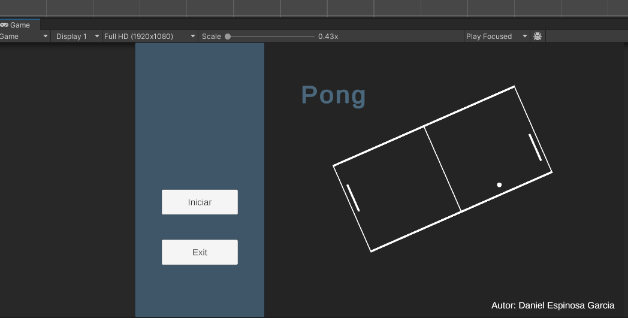 Game
Game Display 1 Full HD (1920x1080) Scale 0.43x Play Focused
Pong
Iniciar
Exit
Autor: Daniel Espinosa Garcia